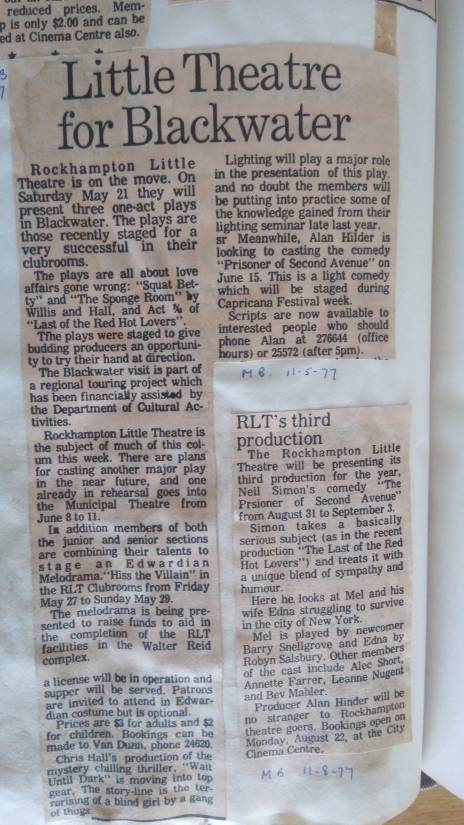 reduced prices. Mem-
p is only $2.00 and can be
ed at Cinema Centre also.
* * * *
Little Theatre
for Blackwater
Rockhampton Little
Theatre is on the move. On
Saturday May 21 they will
present three one-act plays
in Blackwater. The plays are
those recently staged for a
very successful in their
clubrooms.
The plays are all about love
affairs gone wrong: "Squat Bet-
ty" and "The Sponge Room" by
Willis and Hall, and Act % of
"Last of the Red Hot Lovers".
Tthe plays were staged to give
budding producers an opportuni-
ty to try their hand at direction.
The Blackwater visit is part of
a regional touring project which
has been financially assisted by
the Department of Cultural Ac-
tivities.
Rockhampton Little Theatre is
the subject of much of this col-
um this week. There are plans
for casting another major play
in the near future, and one
already in rehearsal goes into
the Municipal Theatre from
June 8 to 11.
In addition members of both
the junior and senior sections
are combining their talents to
stage an Edwardian
Melodrama."Hiss the Villain" in
the RLT Clubrooms from Friday
May 27 to Sunday May 29.
The melodrama is being pre-
sented to raise funds to aid in
the completion of the RLT
facilities in the Walter Reid
complex.
a license will be in operation and
supper will be served. Patrons
are invited to attend in Edwar-
dian costume but is optional.
Prices are $3 for adults and $2
for children. Bookings can be
made to Van Dunn, phone 24620.
Chris Hall's production of the
mystery chilling thriller, "Wait
Until Dark" is moving into top
gear. The story-line is the ter-
rorising of a blind girl by a gang
of thugs.
Lighting will play a major role
in the presentation of this play,
and no doubt the members will
be putting into practice some of
the knowledge gained from their
lighting seminar late last year.
sr Meanwhile, Alan Hilder is
looking to casting the comedy
"Prisoner of Second Avenue" on
June 15. This is a light comedy
which will be staged during
Capricana Festival week.
Scripts are now available to
interested people who should
phone Alan at 276644 (office
hours) or 25572 (after 5pm).
M.B. 11-5-77
RLT's third
production
The Rockhampton Little
Theatre will be presenting its
third production for the year,
Neil Simon's comedy "The
Prsioner of Second Avenue"
from August 31 to September 3.
Simon takes a basically
serious subject (as in the recent
production "The Last of the Red
Hot Lovers") and treats it with
a unique blend of sympathy and
humour.
Here he looks at Mel and his
wife Edna struggling to survive
in the city of New York.
Mel is played by newcomer
Barry Snellgrove and Edna by
Robyn Salsbury. Other members
of the cast include Alec Short,
Annette Farrer, Leanne Nugent
and Bev Mahler.
Producer Alan Hinder will be
no stranger to Rockhampton
theatre goers. Bookings open on
Monday, August 22, at the City
Cinema Centre.
MB 11-8-77